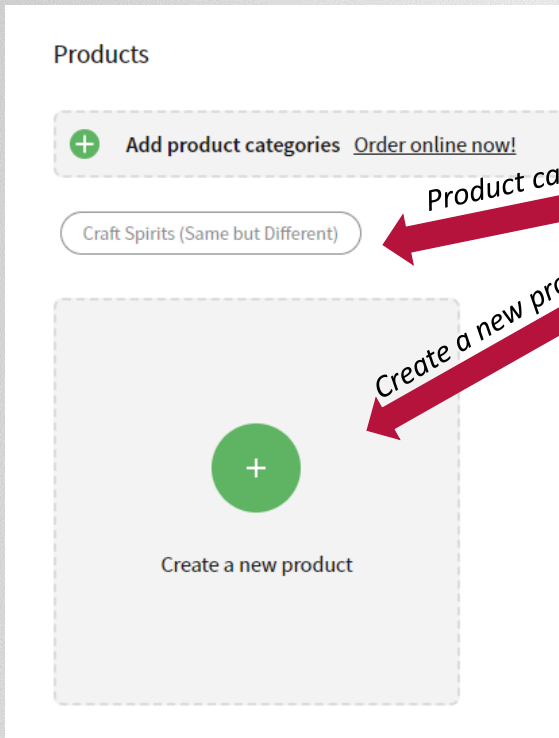 Products
Add product categories Order online now!
Product ca
Craft Spirits (Same but Different)
Create a new pro
Create a new product